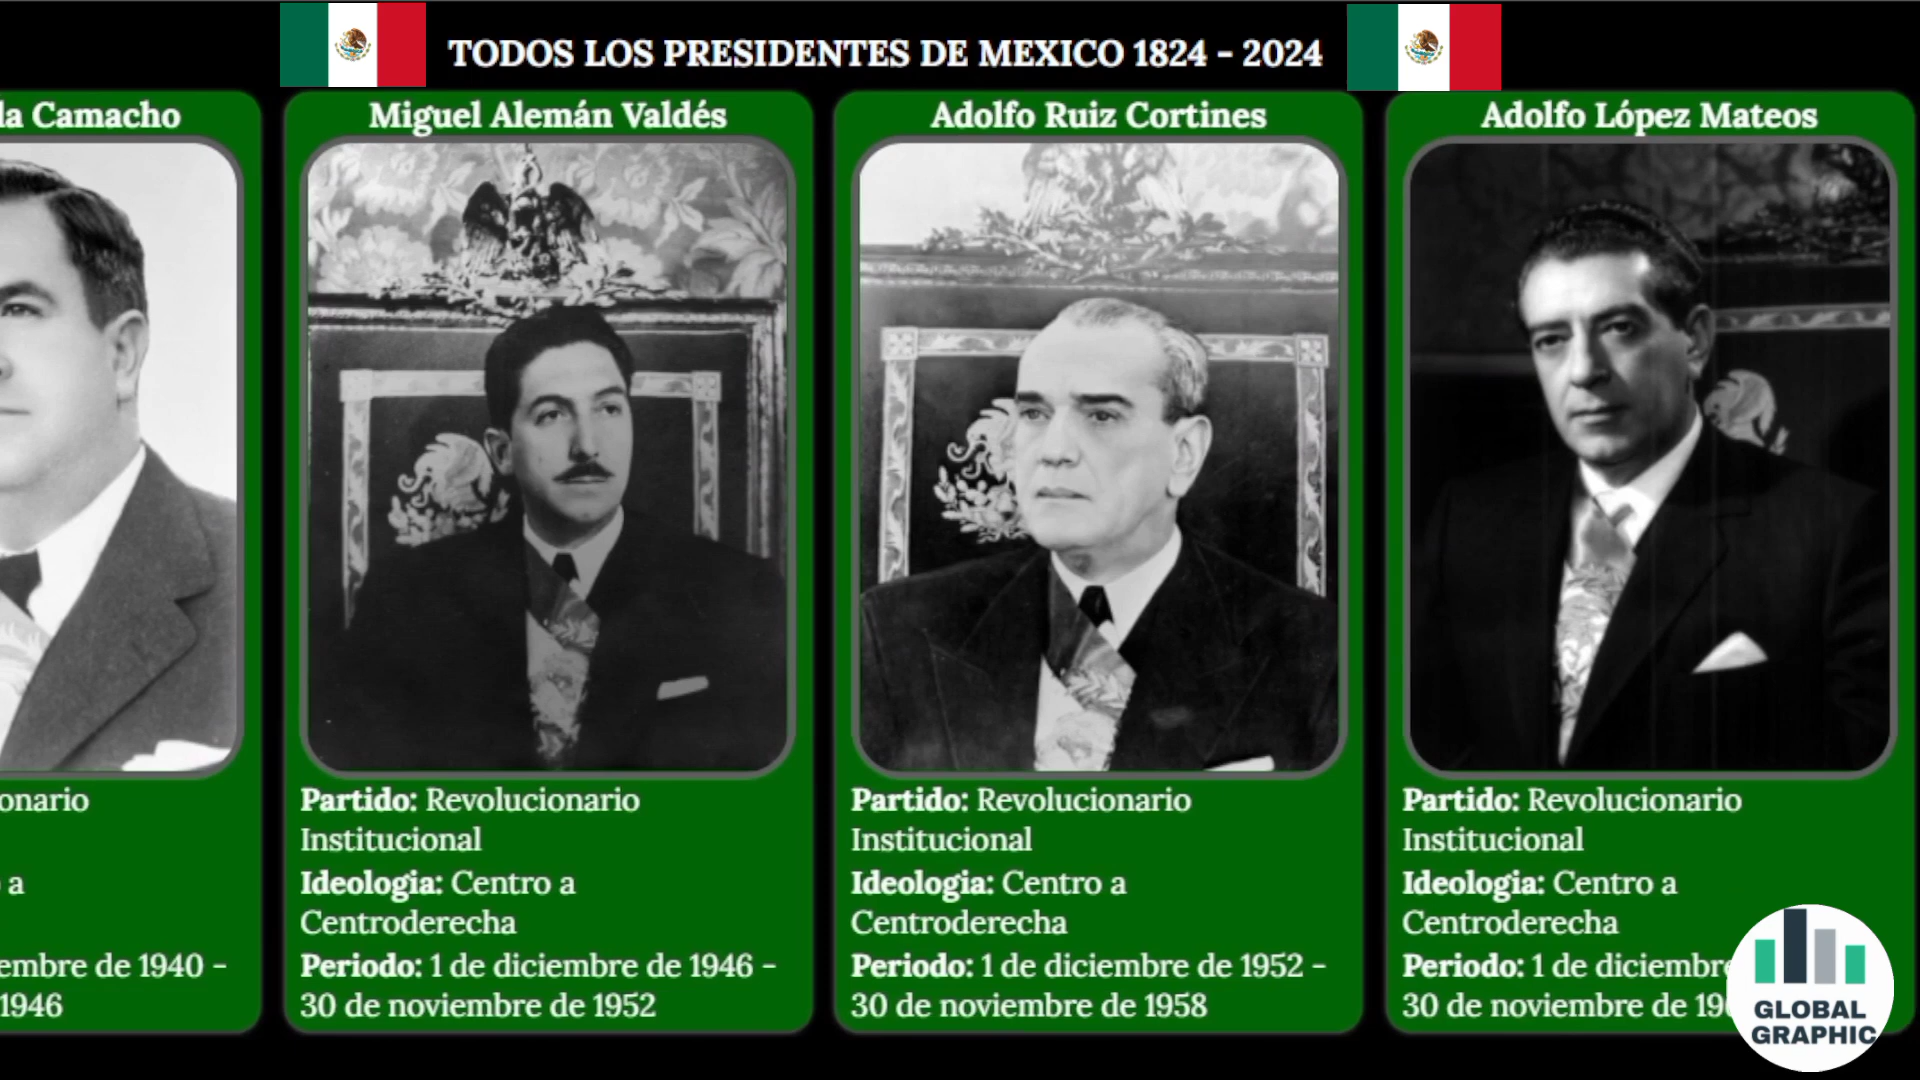 TODOS LOS PRESIDENTES DE MEXICO 1824 - 2024
la Camacho
onario
a
embre de 1940 -
1946
Miguel Alemán Valdés
Partido: Revolucionario
Institucional
Ideologia: Centro a
Centroderecha
Periodo: 1 de diciembre de 1946 -
30 de noviembre de 1952
Adolfo Ruiz Cortines
Partido: Revolucionario
Institucional
Ideologia: Centro a
Centroderecha
Periodo: 1 de diciembre de 1952 -
30 de noviembre de 1958
Adolfo López Mateos
Partido: Revolucionario
Institucional
Ideologia: Centro a
Centroderecha
Periodo: 1 de diciembre
30 de noviembre de 19
GLOBAL
GRAPHIC